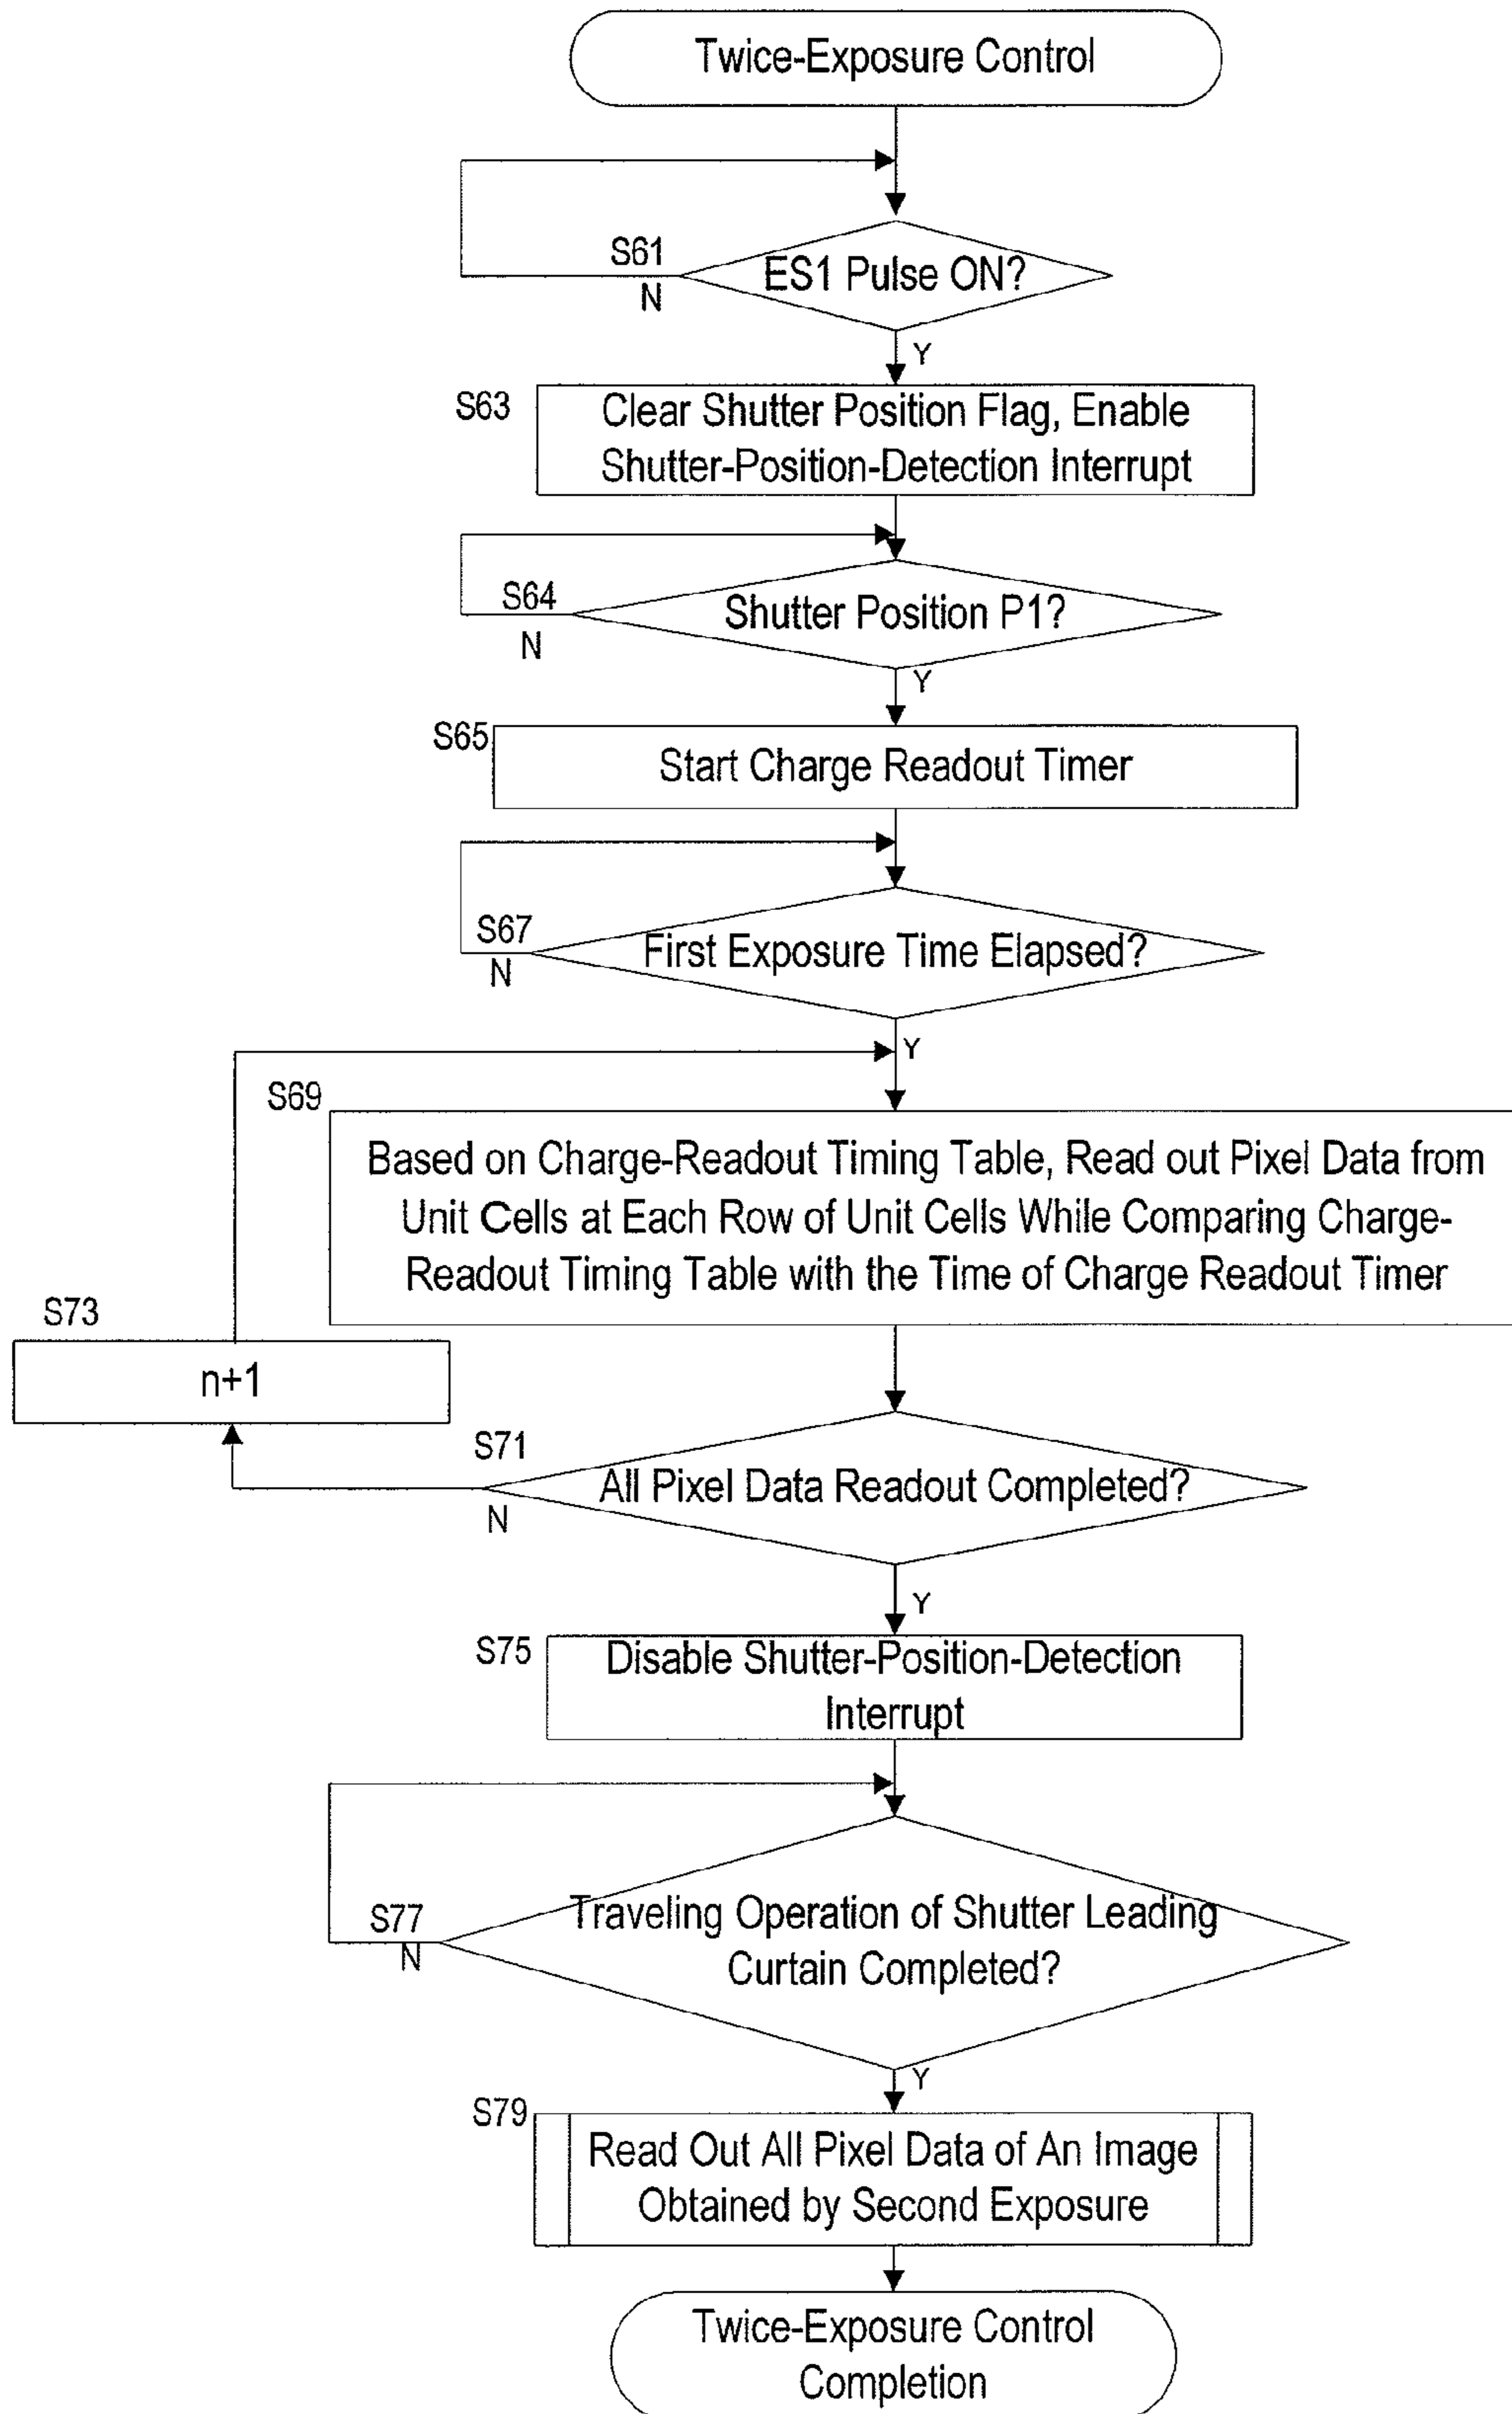 Twice-Exposure Control
S61
ES1 Pulse ON?
N
Y
S63
Clear Shutter Position Flag, Enable
Shutter-Position-Detection Interrupt
S64
Shutter Position P1?
N
Y
S65
Start Charge Readout Timer
S67
First Exposure Time Elapsed?
N
Y
S69
Based on Charge-Readout Timing Table, Read out Pixel Data from
Unit Cells at Each Row of Unit Cells While Comparing Charge-
Readout Timing Table with the Time of Charge Readout Timer
S73
n+1
S71
All Pixel Data Readout Completed?
N
Y
S75
Disable Shutter-Position-Detection
Interrupt
S77
Traveling Operation of Shutter Leading
Curtain Completed?
N
Y
S79
Read Out All Pixel Data of An Image
Obtained by Second Exposure
Twice-Exposure Control
Completion